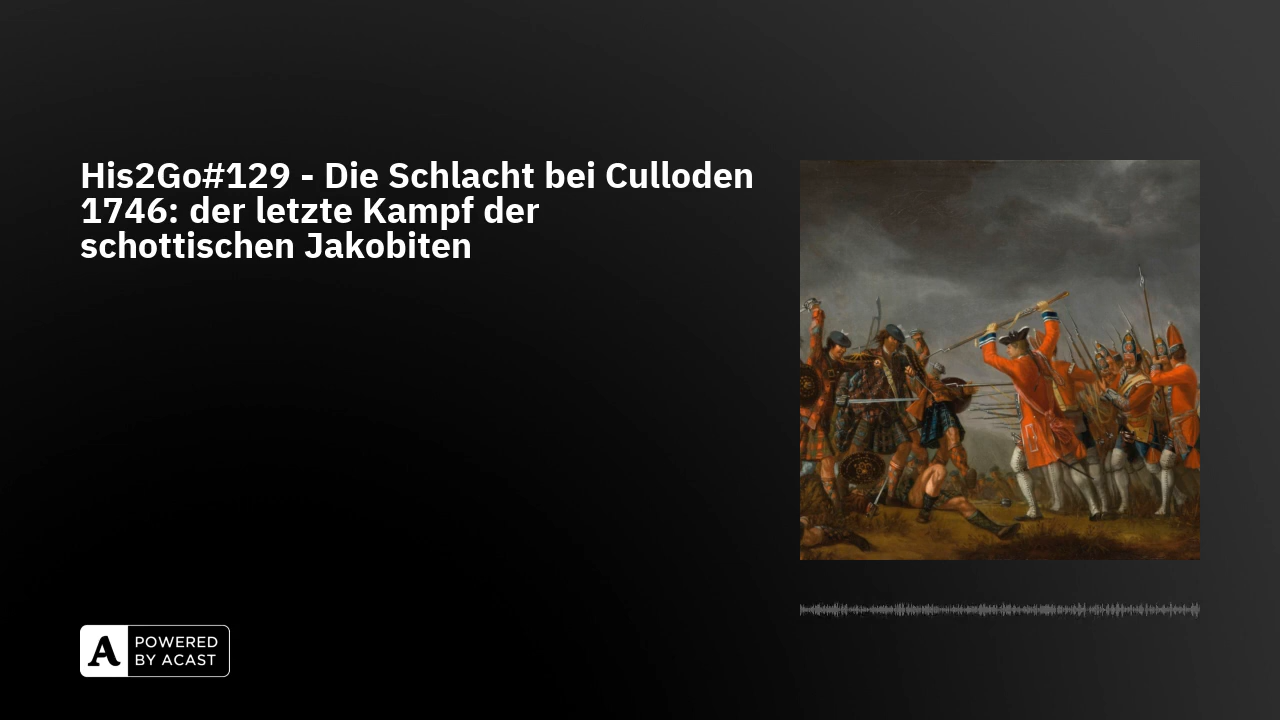 His2Go#129 - Die Schlacht bei Culloden
1746: der letzte Kampf der
schottischen Jakobiten
A
POWERED
BY ACAST